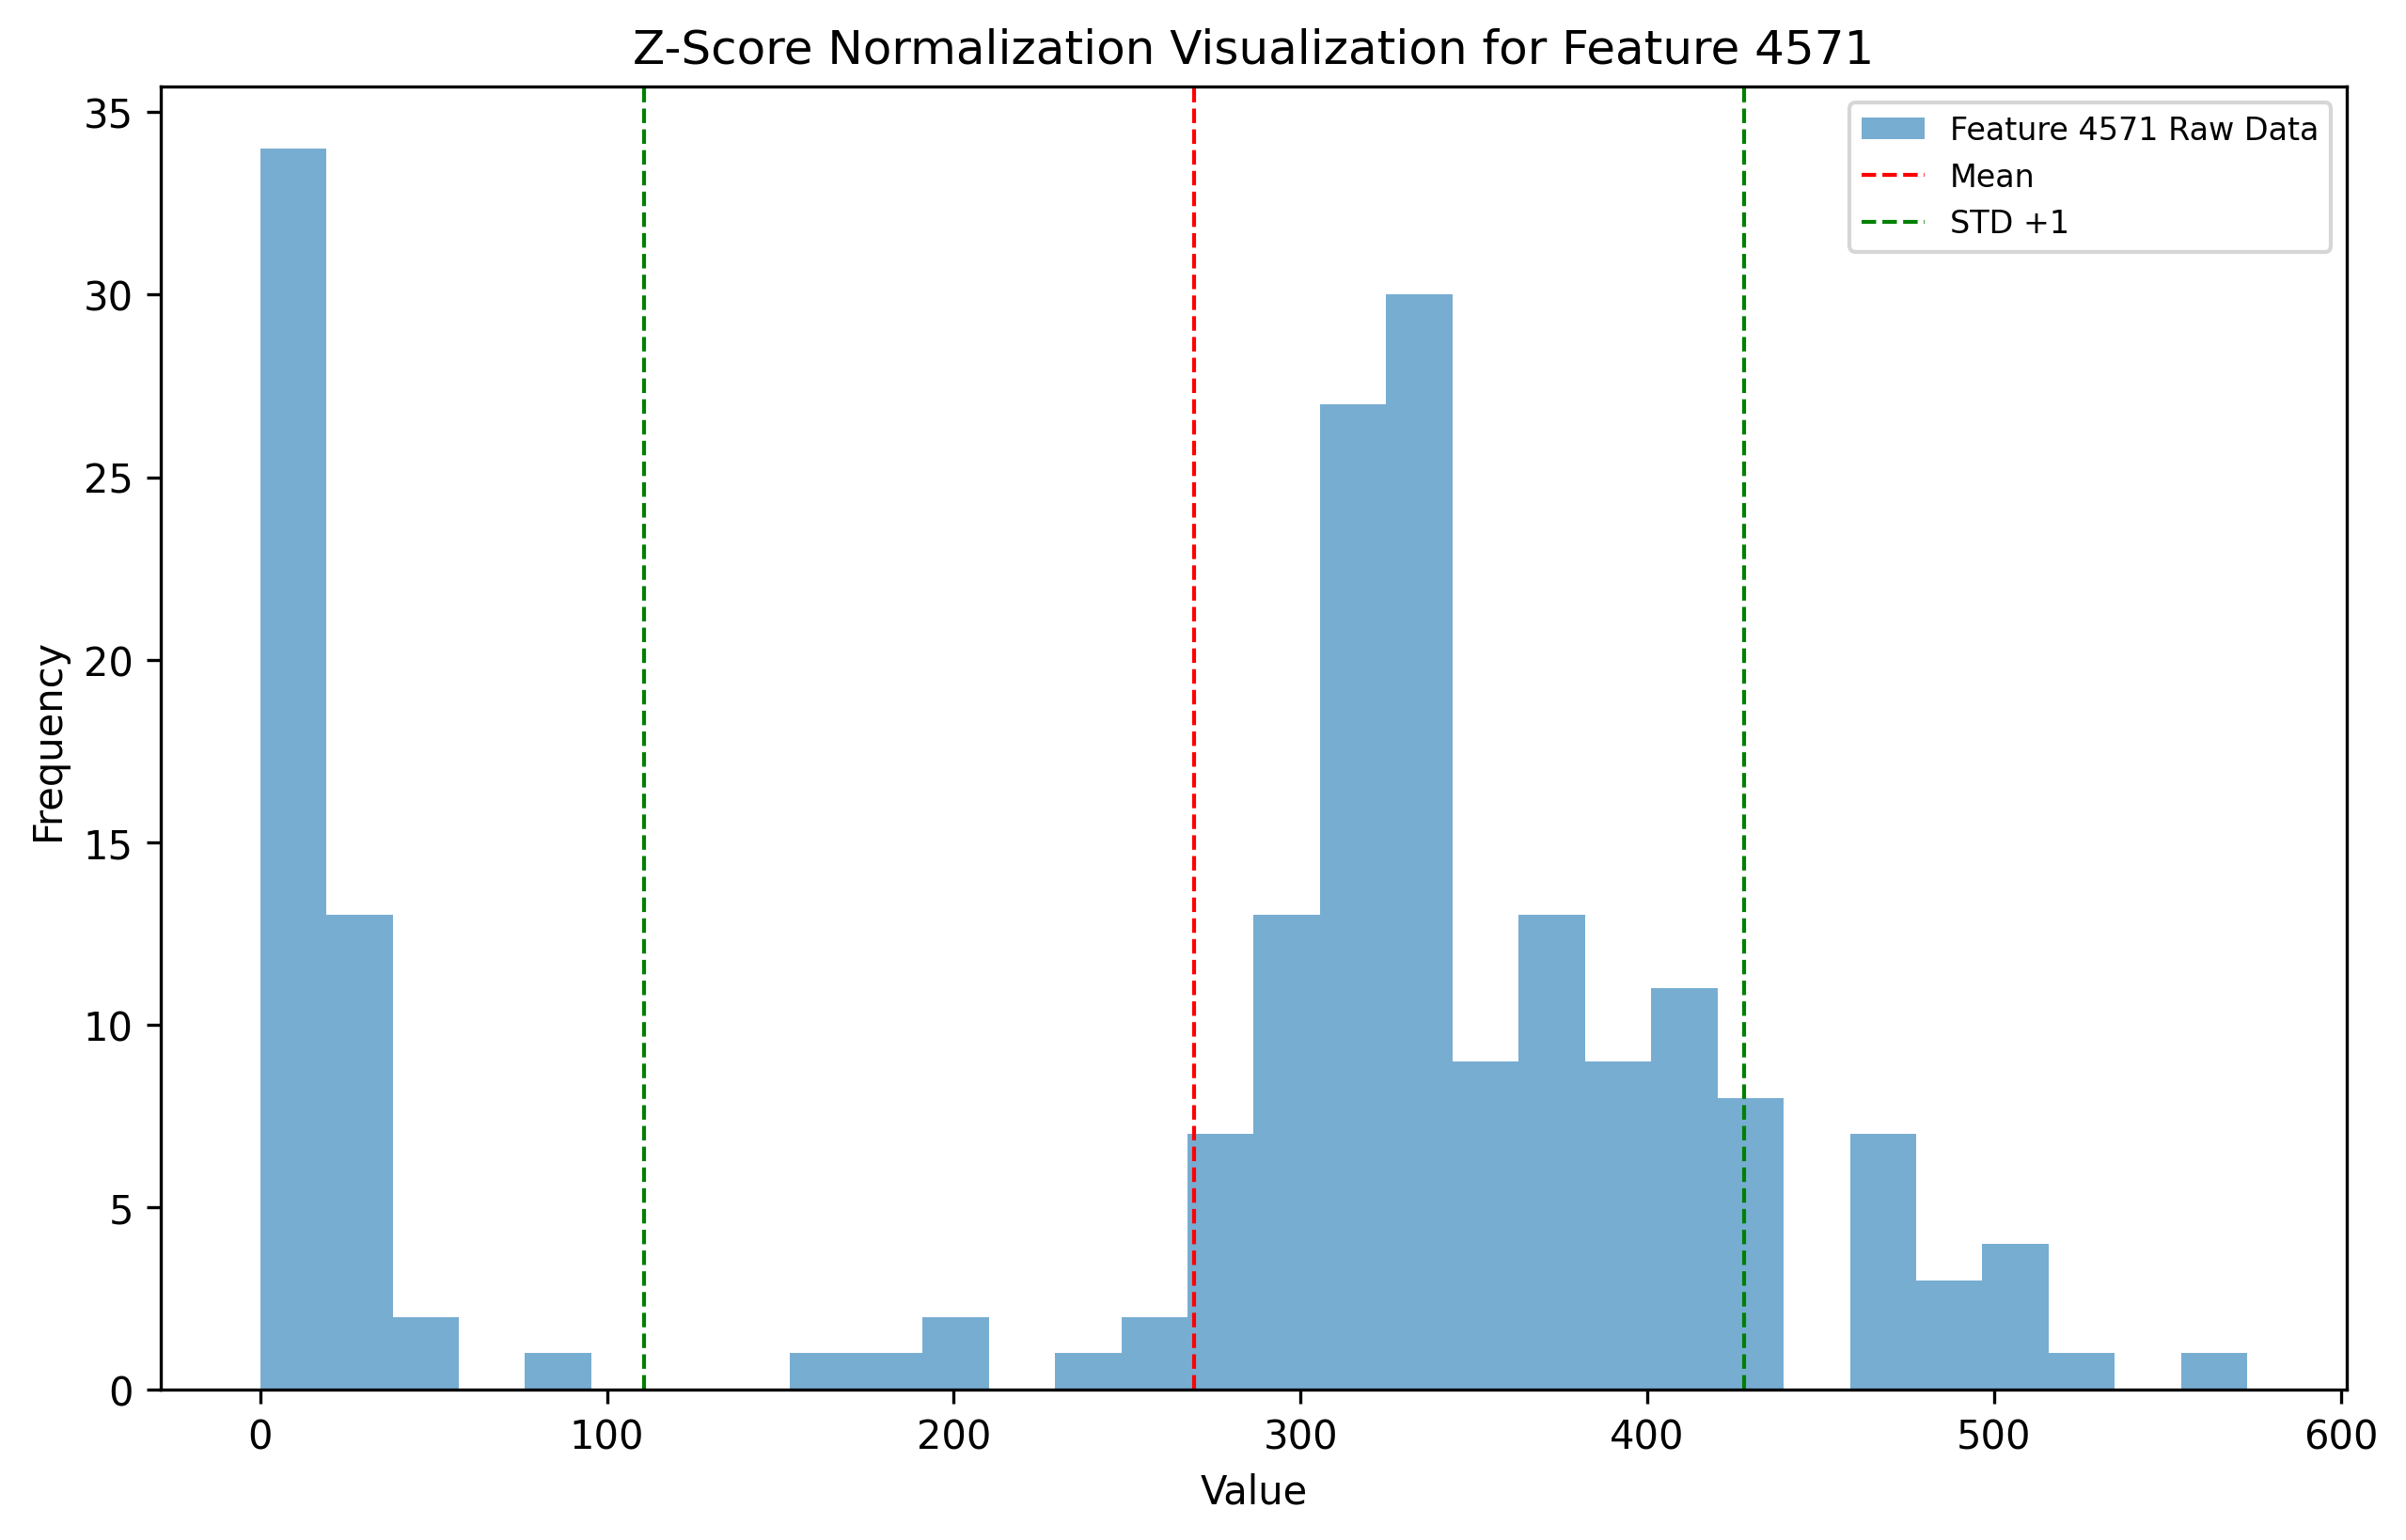 Z-Score Normalization Visualization for Feature 4571
35
30
25
20
15
10
5
0
Frequency
Feature 4571 Raw Data
Mean
STD +1
0 100 200 300 400 500 600
Value